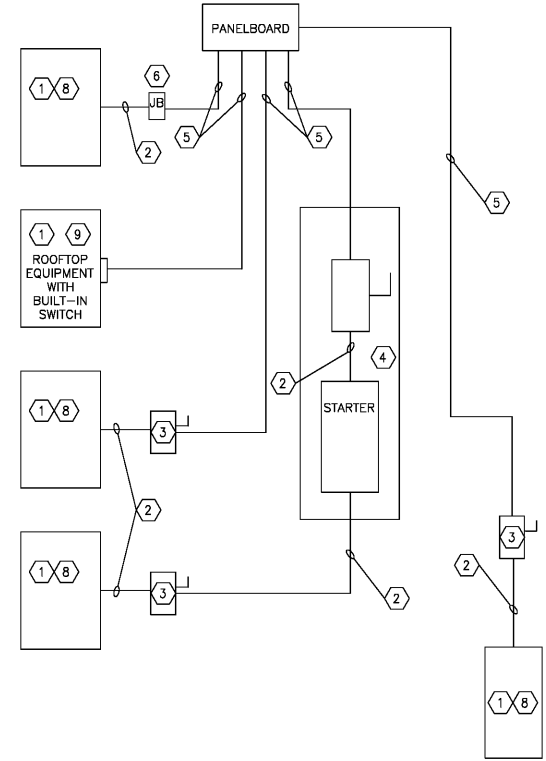 PANELBOARD
6
1 8
JB
2
5
5
5
1 9
ROOFTOP
EQUIPMENT
WITH
BUILT-IN
SWITCH
4
2
1 8
3
STARTER
2
3
2
1 8
3
2
1 8